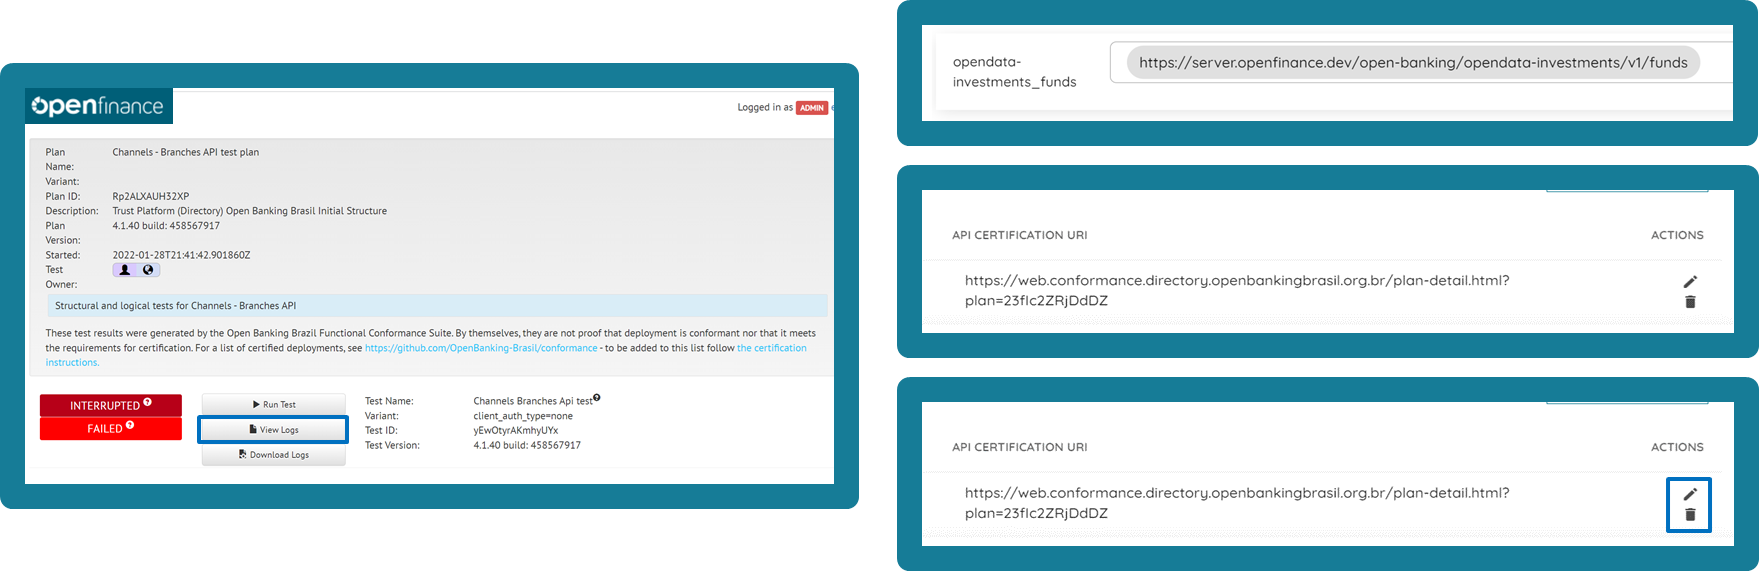 openfinance
Logged in as ADMIN e
Plan Name: Channels - Branches API test plan
Variant:
Plan ID: Rp2ALXAUH32XP
Description: Trust Platform (Directory) Open Banking Brasil Initial Structure
Plan Version: 4.1.40 build: 458567917
Started: 2022-01-28T21:41:42.901860Z
Test Owner:
Structural and logical tests for Channels - Branches API
These test results were generated by the Open Banking Brazil Functional Conformance Suite. By themselves, they are not proof that deployment is conformant nor that it meets
the requirements for certification. For a list of certified deployments, see https://github.com/OpenBanking-Brasil/conformance - to be added to this list follow the certification
instructions.
INTERRUPTED ?
FAILED ?
Run Test
View Logs
Download Logs
Test Name: Channels Branches Api test?
Variant: client_auth_type=none
Test ID: yEwOtyrAKmhyUYx
Test Version: 4.1.40 build: 458567917
opendata-
investments_funds
https://server.openfinance.dev/open-banking/opendata-investments/v1/funds
API CERTIFICATION URI ACTIONS
https://web.conformance.directory.openbankingbrasil.org.br/plan-detail.html?
plan=23fIc2ZRjDdDZ
API CERTIFICATION URI ACTIONS
https://web.conformance.directory.openbankingbrasil.org.br/plan-detail.html?
plan=23fIc2ZRjDdDZ